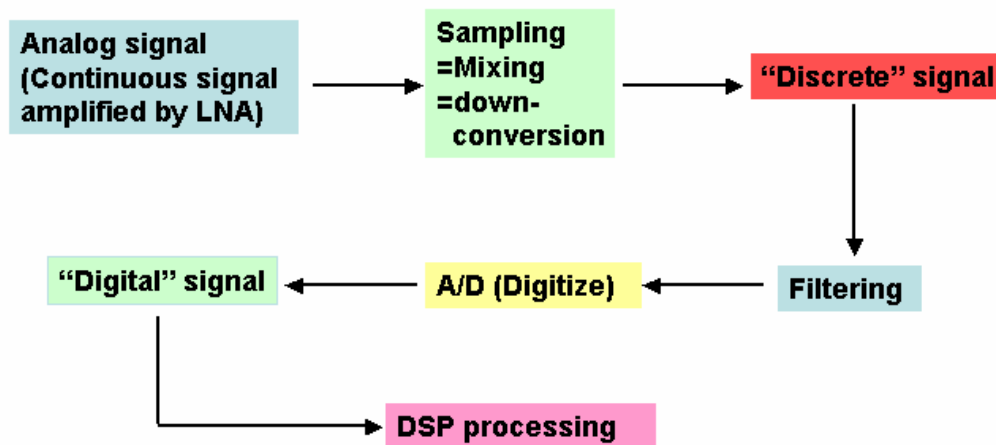 Analog signal
(Continuous signal
amplified by LNA)
Sampling
=Mixing
=down-
conversion
“Discrete” signal
Filtering
A/D (Digitize)
“Digital” signal
DSP processing